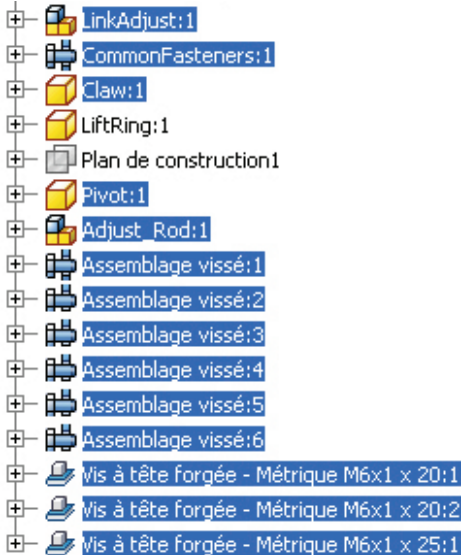 LinkAdjust:1
CommonFasteners:1
Claw:1
LiftRing:1
Plan de construction1
Pivot:1
Adjust_Rod:1
Assemblage vissé:1
Assemblage vissé:2
Assemblage vissé:3
Assemblage vissé:4
Assemblage vissé:5
Assemblage vissé:6
Vis à tête forgée - Métrique M6x1 x 20:1
Vis à tête forgée - Métrique M6x1 x 20:2
Vis à tête forgée - Métrique M6x1 x 25:1